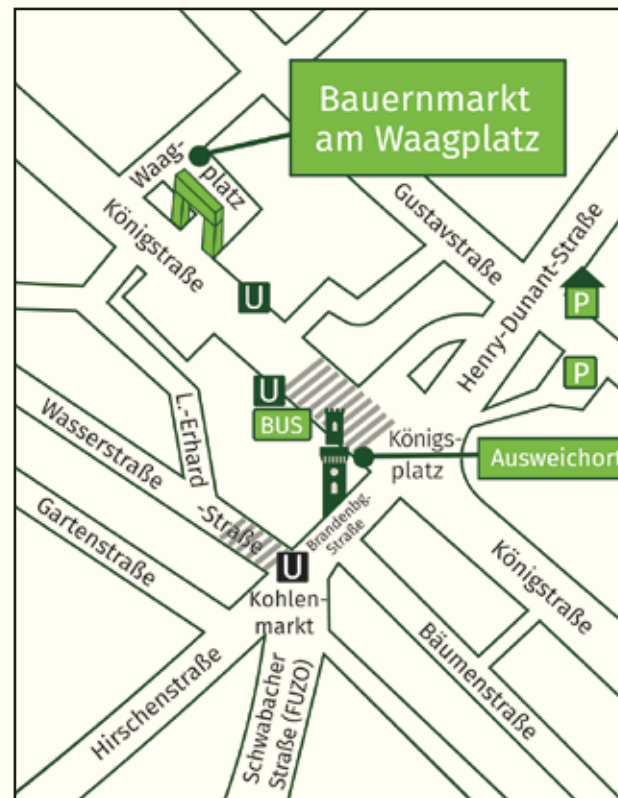 Bauernmarkt
am Waagplatz
Waag-
platz
Königstraße
Gustavstraße
Henry-Dunant-Straße
U
P
P
U
BUS
Königs-
platz
Ausweichort
L.-Erhard
-Straße
Wasserstraße
Gartenstraße
Brandenbg.
Straße
U
Kohlen-
markt
Königstraße
Bäumenstraße
Hirschenstraße
Schwabacher
Straße (FUZO)